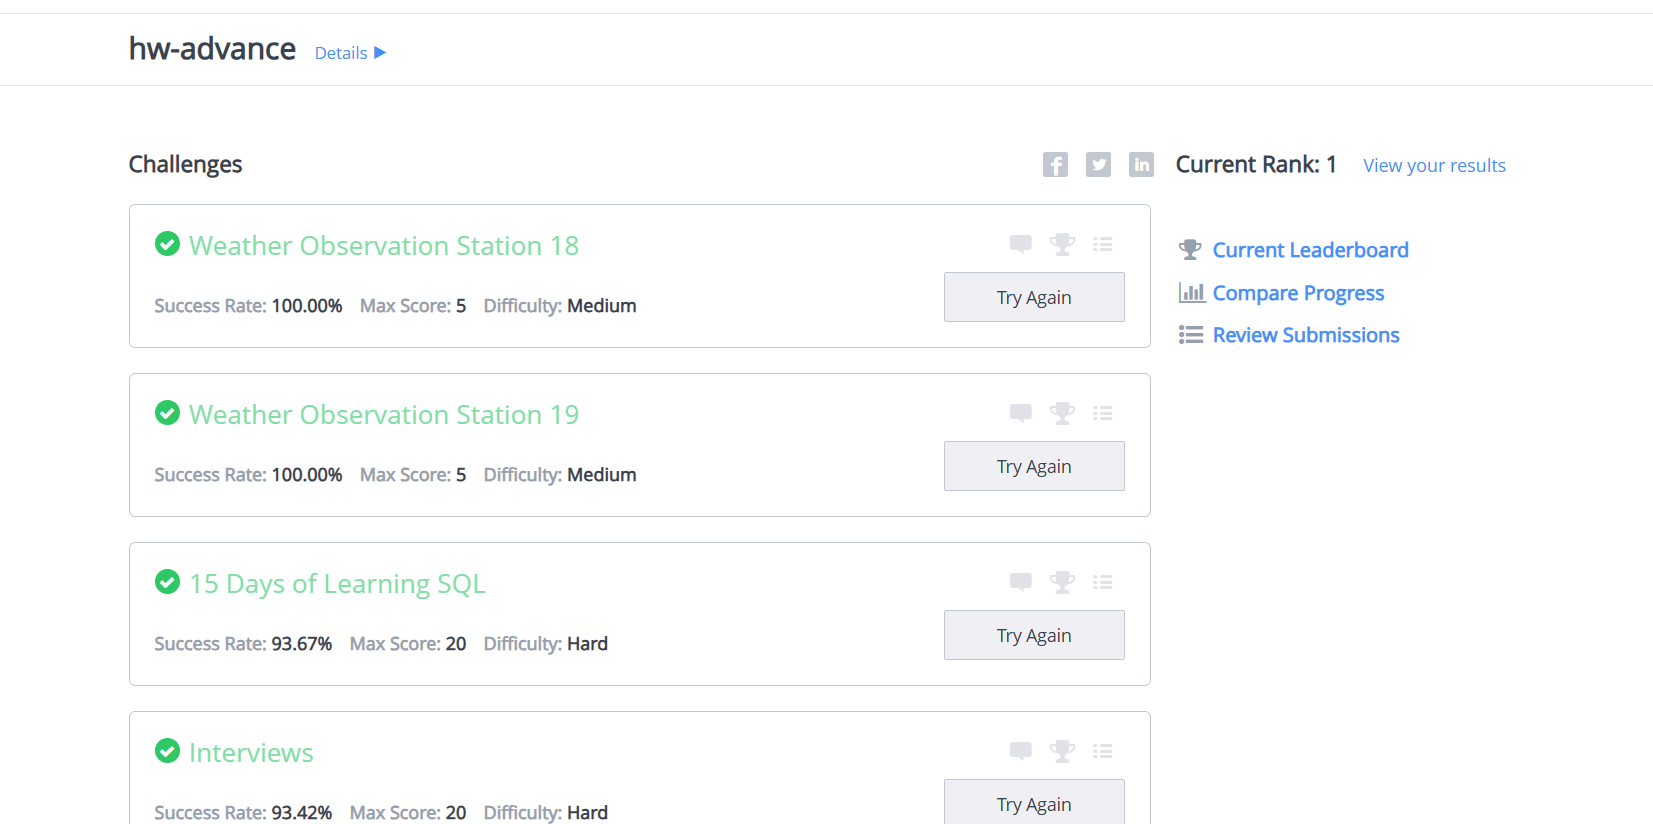 hw-advance Details
Challenges
Current Rank: 1 View your results
Weather Observation Station 18
Success Rate: 100.00% Max Score: 5 Difficulty: Medium
Try Again
Weather Observation Station 19
Success Rate: 100.00% Max Score: 5 Difficulty: Medium
Try Again
15 Days of Learning SQL
Success Rate: 93.67% Max Score: 20 Difficulty: Hard
Try Again
Interviews
Success Rate: 93.42% Max Score: 20 Difficulty: Hard
Try Again
Current Leaderboard
Compare Progress
Review Submissions